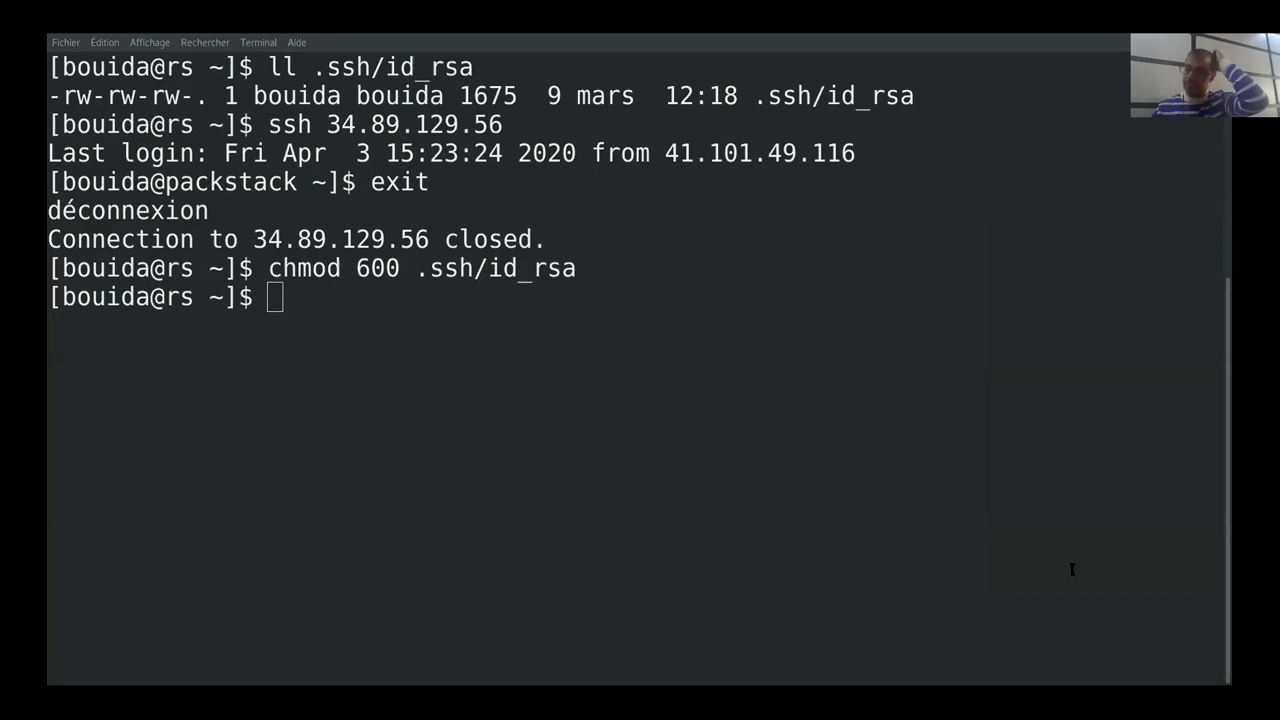 Fichier Édition Affichage Rechercher Terminal Aide
[bouida@rs ~]$ ll .ssh/id_rsa
-rw-rw-rw-. 1 bouida bouida 1675  9 mars  12:18 .ssh/id_rsa
[bouida@rs ~]$ ssh 34.89.129.56
Last login: Fri Apr  3 15:23:24 2020 from 41.101.49.116
[bouida@packstack ~]$ exit
déconnexion
Connection to 34.89.129.56 closed.
[bouida@rs ~]$ chmod 600 .ssh/id_rsa
[bouida@rs ~]$